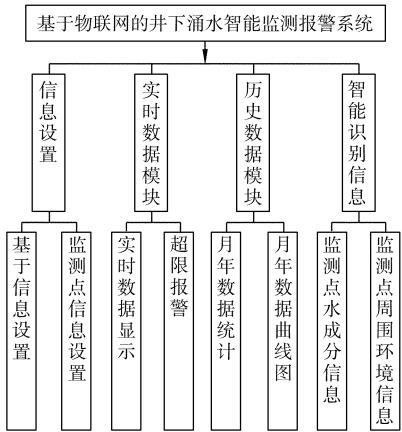 基于物联网的井下涌水智能监测报警系统
信息设置
实时数据模块
历史数据模块
智能识别信息
基于信息设置
监测点信息设置
实时数据显示
超限报警
月年数据统计
月年数据曲线图
监测点水成分信息
监测点周围环境信息